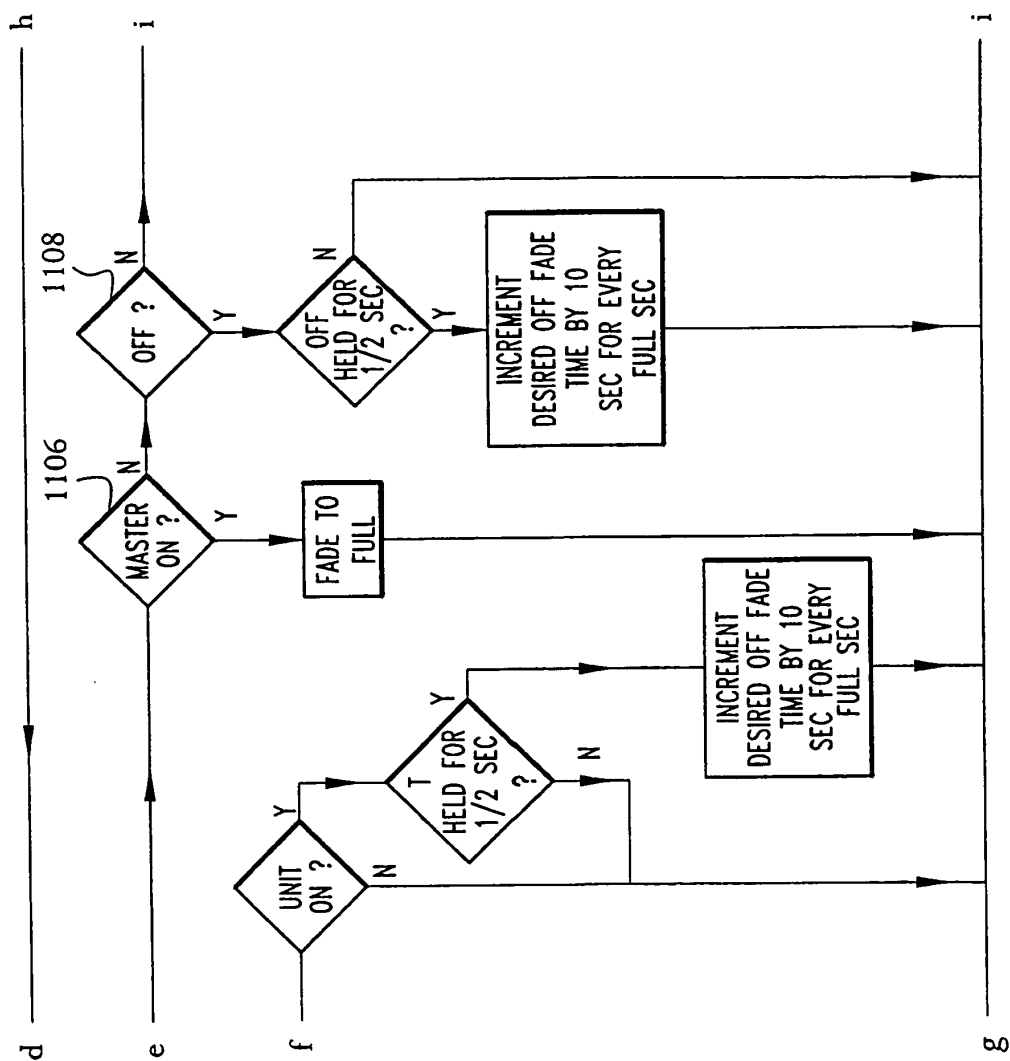 d
h
e
MASTER
ON ?
1106
N
Y
OFF ?
1108
N
Y
i
f
UNIT
ON ?
Y
N
T
HELD FOR
1/2 SEC
?
Y
N
FADE TO
FULL
OFF
HELD FOR
1/2 SEC
?
N
Y
INCREMENT
DESIRED OFF FADE
TIME BY 10
SEC FOR EVERY
FULL SEC
INCREMENT
DESIRED OFF FADE
TIME BY 10
SEC FOR EVERY
FULL SEC
g
i